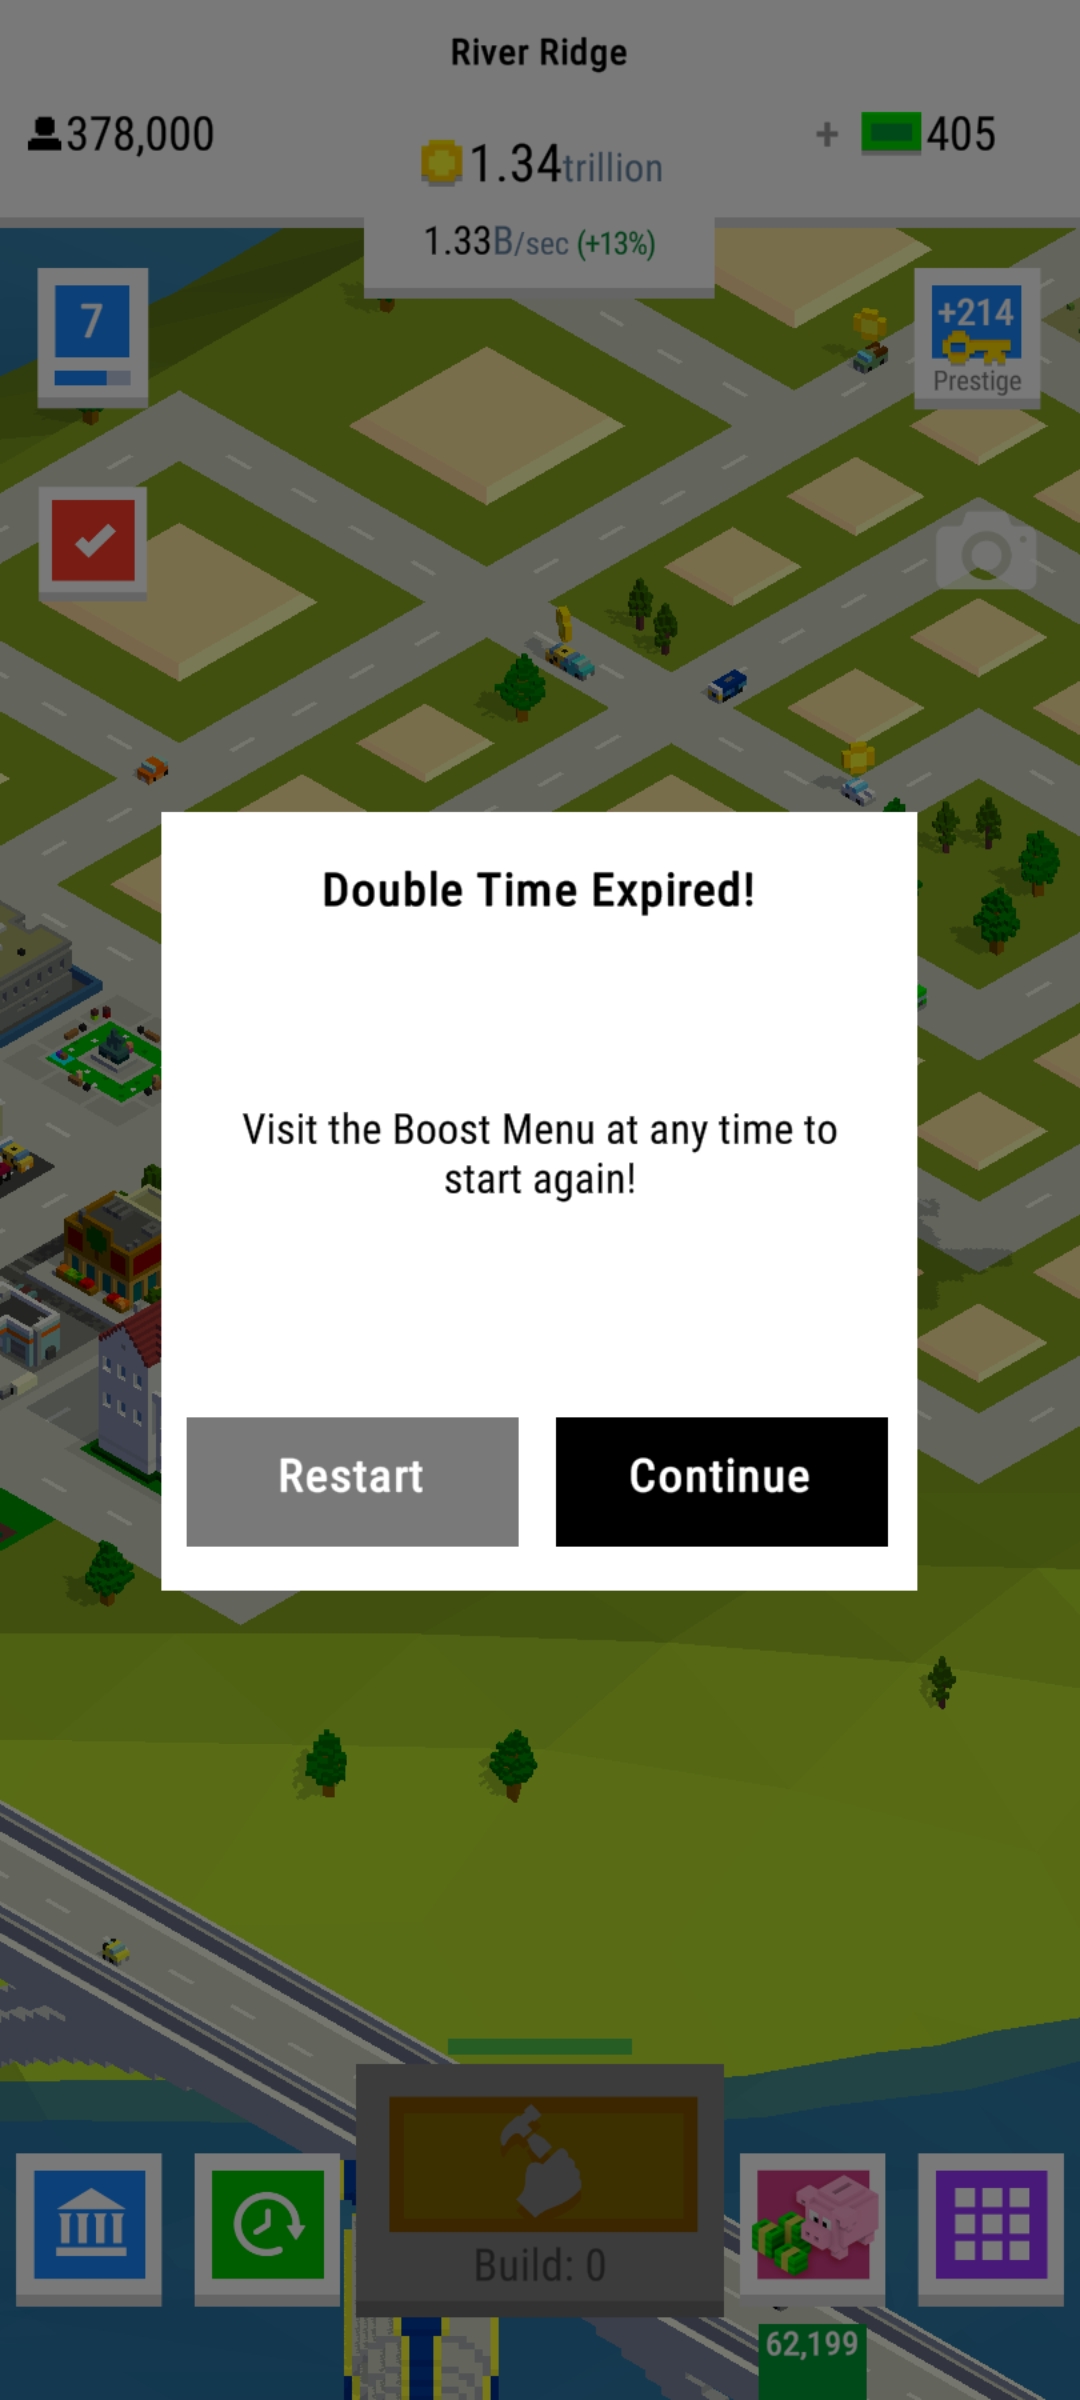 River Ridge
378,000
1.34trillion
+ 405
1.33B/sec (+13%)
7
+214
Prestige
Double Time Expired!
Visit the Boost Menu at any time to
start again!
Restart
Continue
Build: 0
62,199